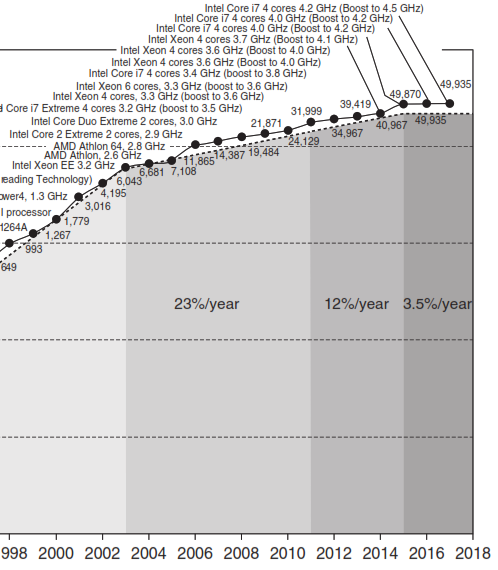 Intel Core i7 4 cores 4.2 GHz (Boost to 4.5 GHz)
Intel Core i7 4 cores 4.0 GHz (Boost to 4.2 GHz)
Intel Core i7 4 cores 4.0 GHz (Boost to 4.2 GHz)
Intel Xeon 4 cores 3.7 GHz (Boost to 4.1 GHz)
Intel Xeon 4 cores 3.6 GHz (Boost to 4.0 GHz)
Intel Xeon 4 cores 3.6 GHz (Boost to 4.0 GHz)
Intel Core i7 4 cores 3.4 GHz (boost to 3.8 GHz)
Intel Xeon 6 cores, 3.3 GHz (boost to 3.6 GHz)
Intel Xeon 4 cores, 3.3 GHz (boost to 3.6 GHz)
l Core i7 Extreme 4 cores 3.2 GHz (boost to 3.5 GHz)
Intel Core Duo Extreme 2 cores, 3.0 GHz
Intel Core 2 Extreme 2 cores, 2.9 GHz
AMD Athlon 64, 2.8 GHz
AMD Athlon, 2.6 GHz
Intel Xeon EE 3.2 GHz
reading Technology)
ower4, 1.3 GHz
l processor
1264A
49,935
49,870
39,419
31,999
21,871
40,967
49,935
34,967
24,129
19,484
14,387
11,865
7,108
6,681
6,043
4,195
3,016
1,779
1,267
993
649
23%/year
12%/year
3.5%/year
998 2000 2002 2004 2006 2008 2010 2012 2014 2016 2018